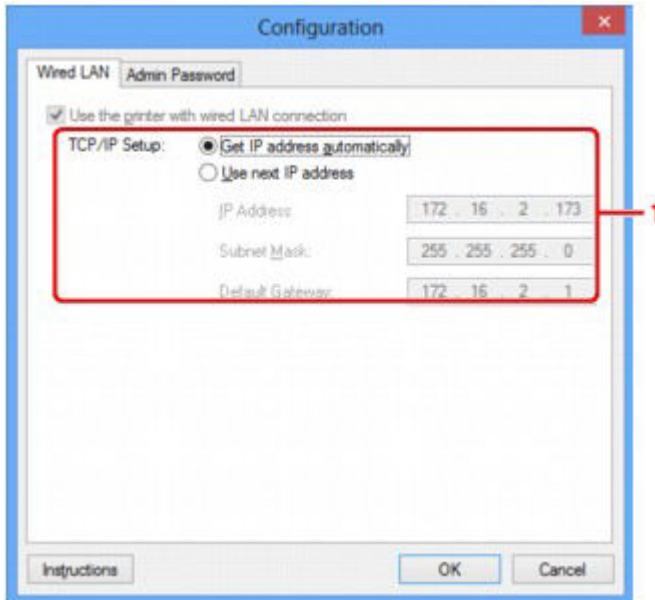 Configuration
Wired LAN Admin Password
Use the printer with wired LAN connection
TCP/IP Setup: Get IP address automatically
Use next IP address
IP Address 172 . 16 . 2 . 173
1
Subnet Mask: 255 . 255 . 255 . 0
Default Gateway: 172 . 16 . 2 . 1
Instructions OK Cancel